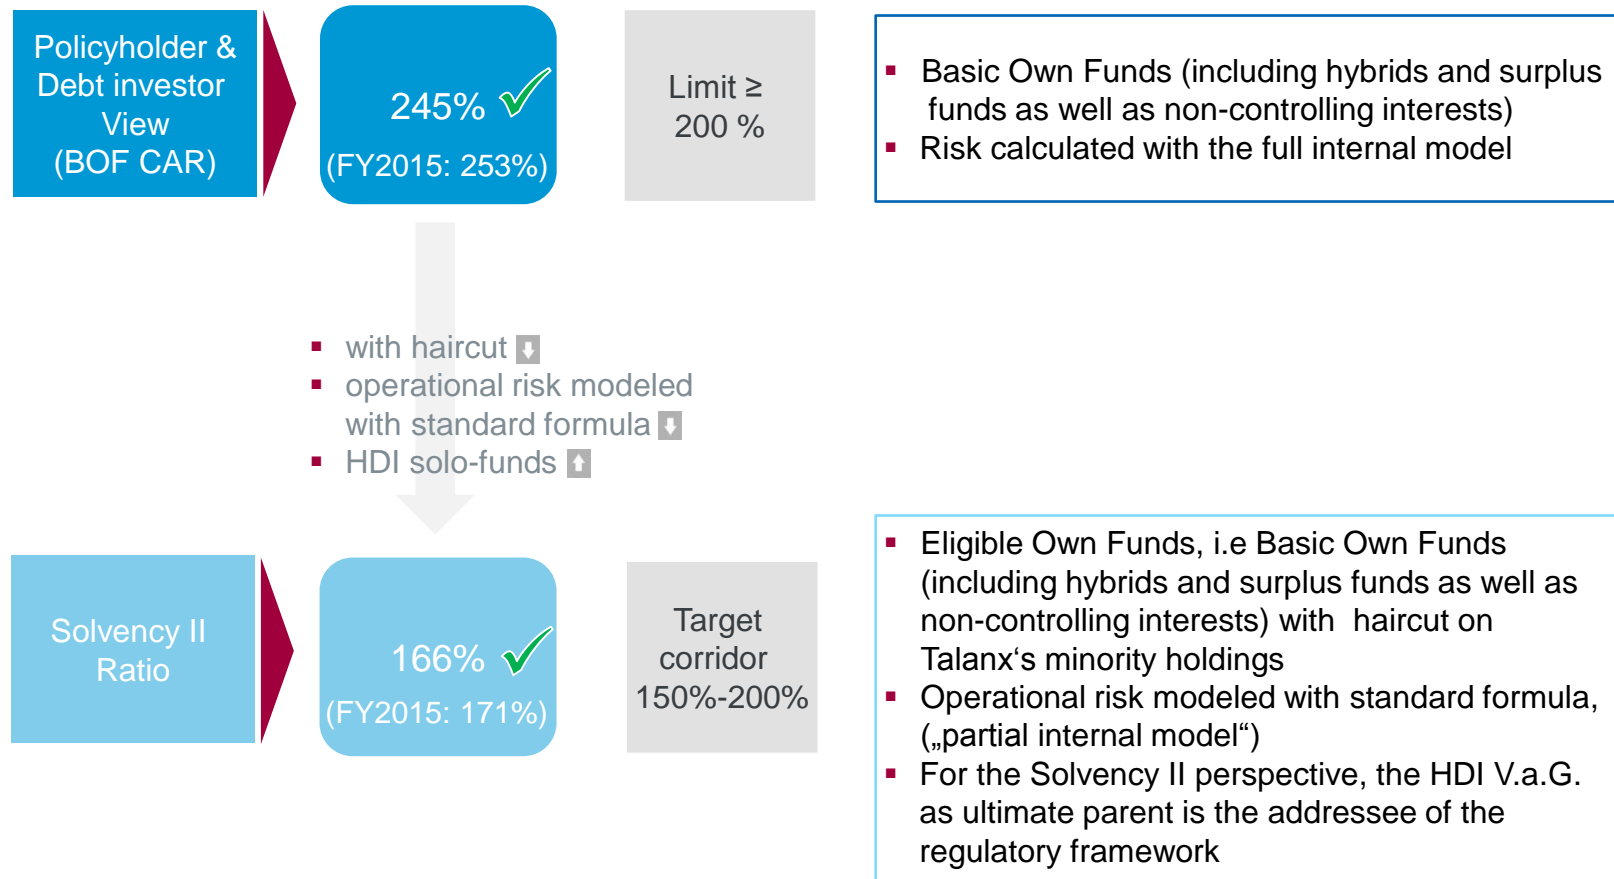 Policyholder &
Debt investor
View
(BOF CAR)
245%
(FY2015: 253%)
Limit ≥
200 %
▪ Basic Own Funds (including hybrids and surplus
funds as well as non-controlling interests)
▪ Risk calculated with the full internal model
▪ with haircut
▪ operational risk modeled
with standard formula
▪ HDI solo-funds
Solvency II
Ratio
166%
(FY2015: 171%)
Target
corridor
150%-200%
▪ Eligible Own Funds, i.e Basic Own Funds
(including hybrids and surplus funds as well as
non-controlling interests) with haircut on
Talanx‘s minority holdings
▪ Operational risk modeled with standard formula,
(„partial internal model“)
▪ For the Solvency II perspective, the HDI V.a.G.
as ultimate parent is the addressee of the
regulatory framework